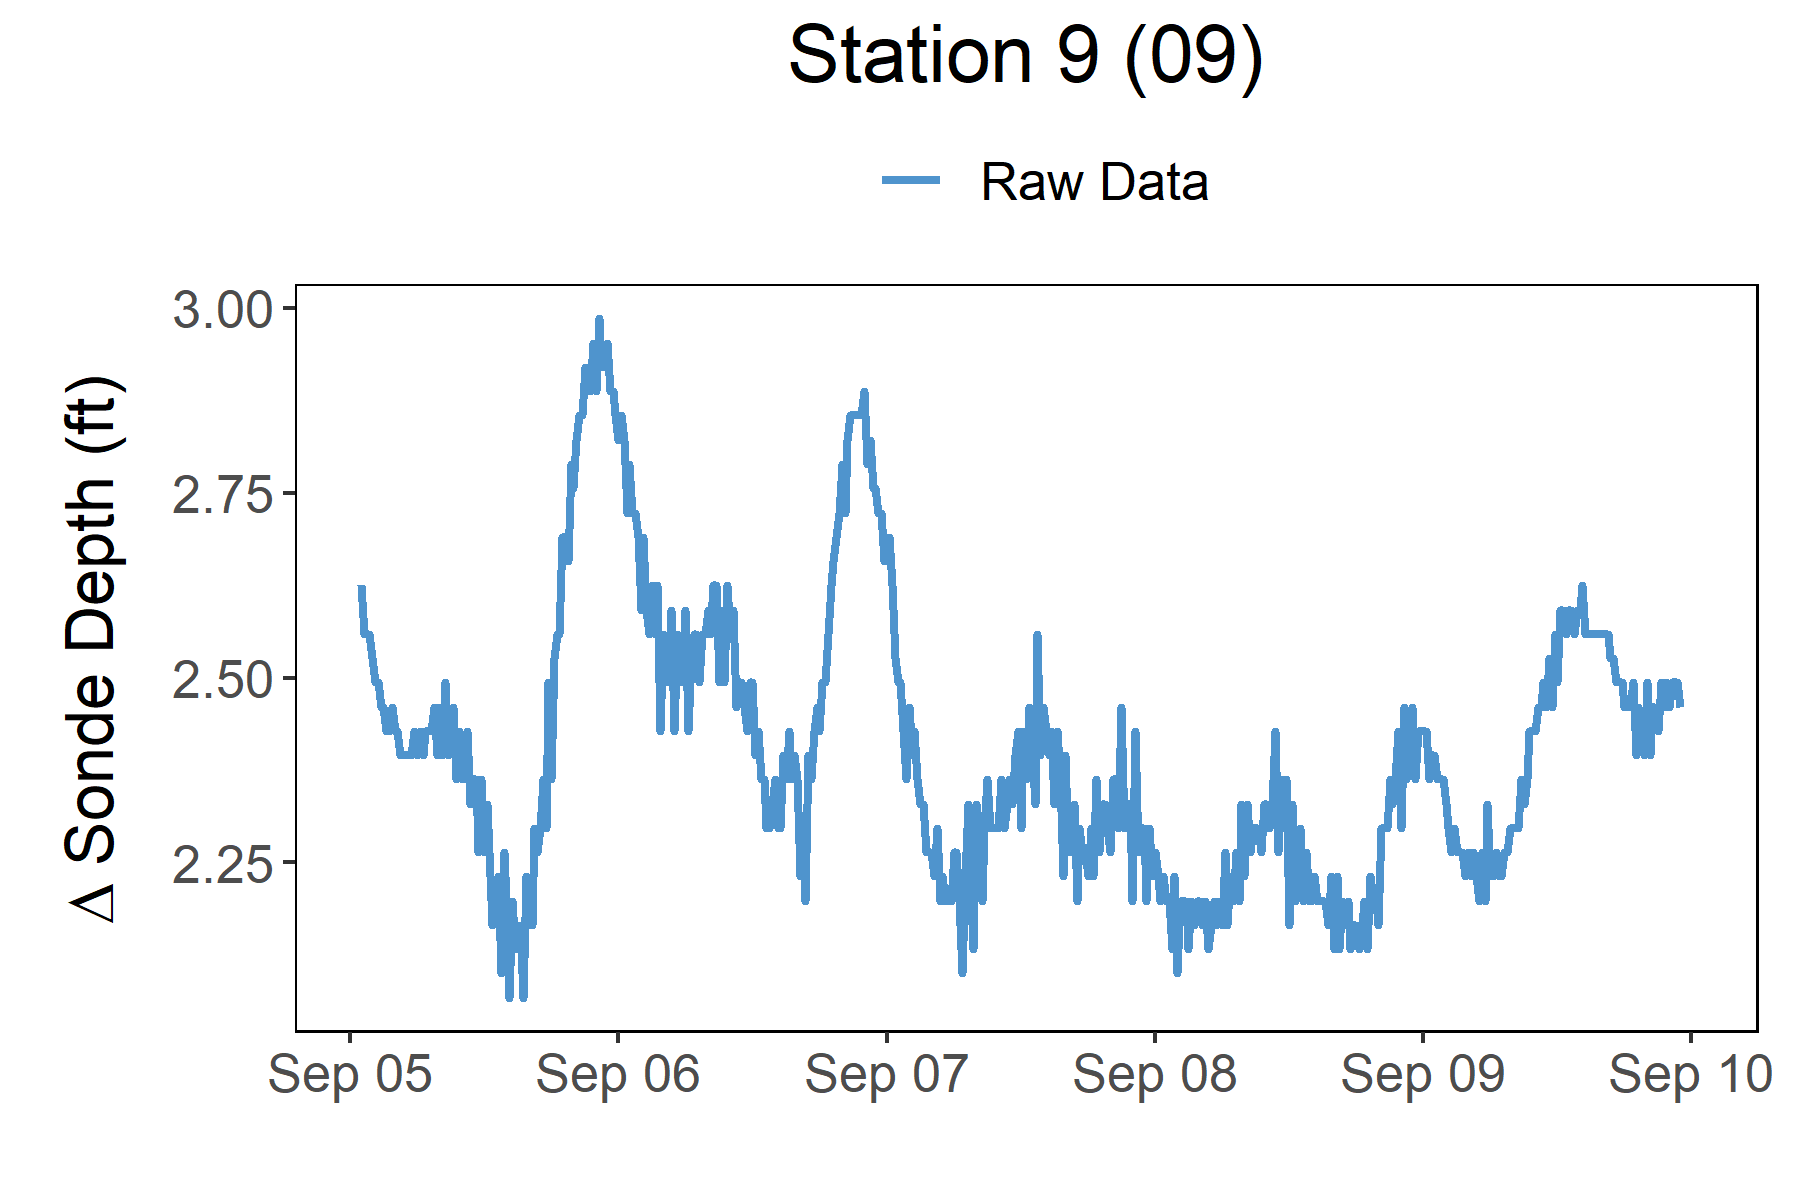 Station 9 (09)
Raw Data
Δ Sonde Depth (ft)
3.00
2.75
2.50
2.25
Sep 05 Sep 06 Sep 07 Sep 08 Sep 09 Sep 10